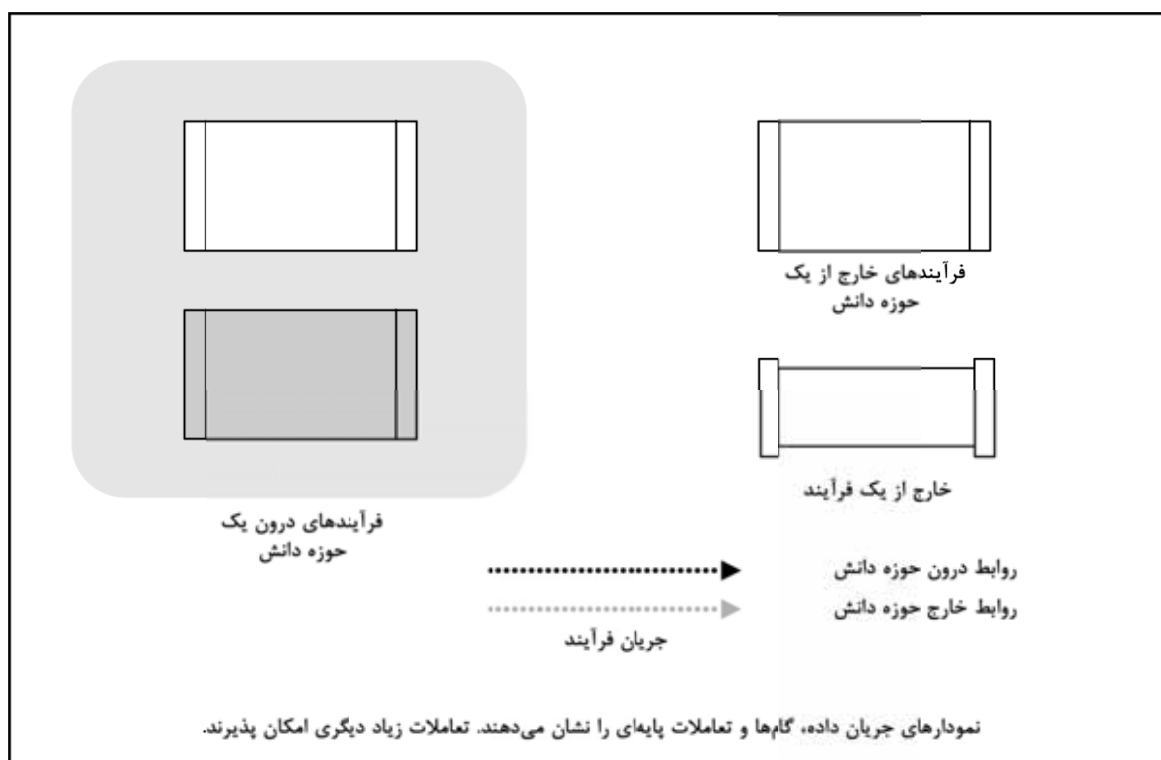 فرآیندهای خارج از یک
حوزه دانش
خارج از یک فرآیند
فرآیندهای درون یک
حوزه دانش
روابط درون حوزه دانش
روابط خارج حوزه دانش
جریان فرآیند
نمودارهای جریان داده، گام‌ها و تعاملات پایه‌ای را نشان می‌دهند. تعاملات زیاد دیگری امکان پذیرند.